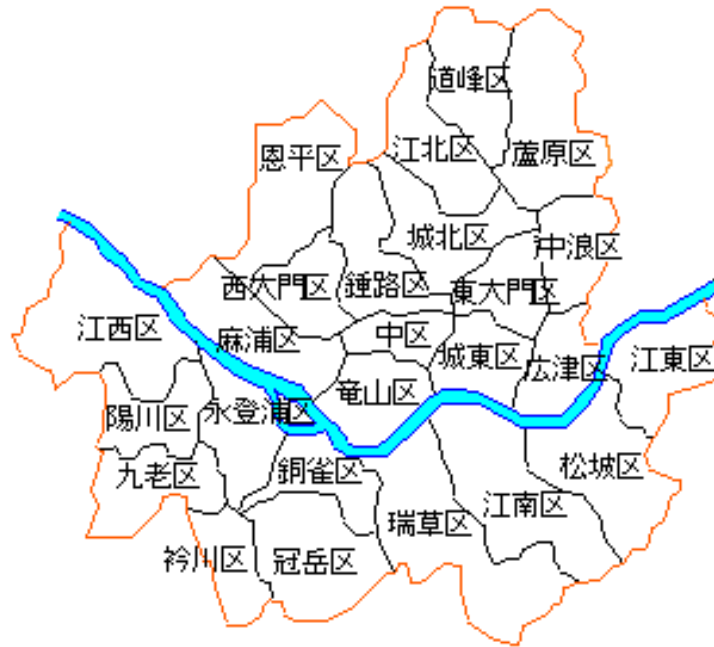 道峰区
江北区
蘆原区
恩平区
城北区
中浪区
西大門区
鍾路区
東大門区
江西区
麻浦区
中区
城東区
広津区
江東区
陽川区
永登浦区
竜山区
九老区
銅雀区
松坡区
江南区
瑞草区
衿川区
冠岳区